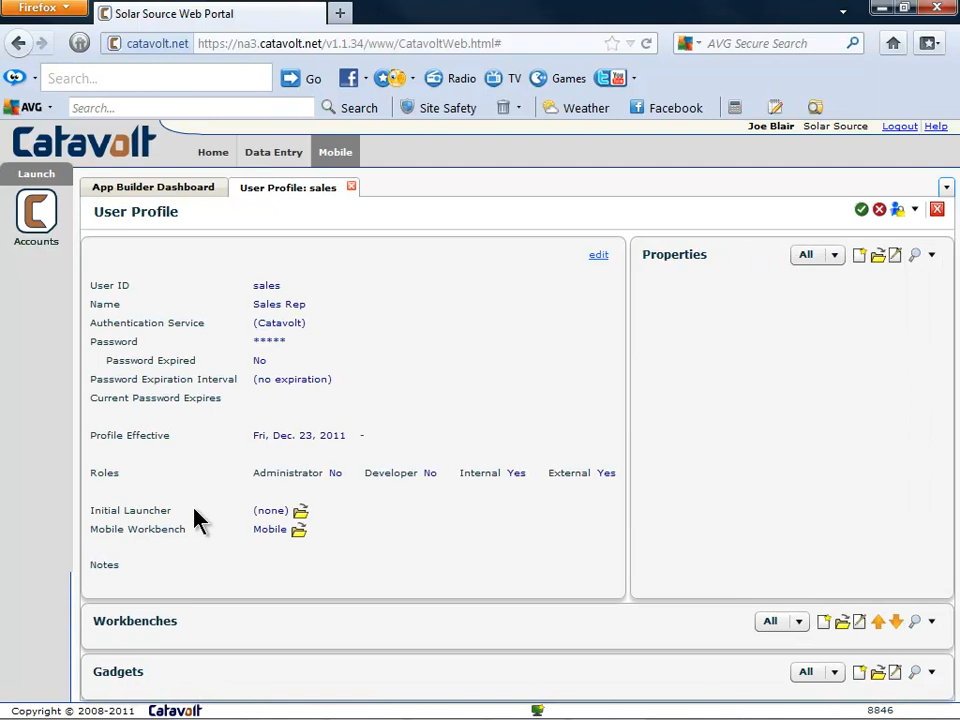 Firefox
Solar Source Web Portal
catavolt.net https://na3.catavolt.net/v1.1.34/www/CatavoltWeb.html#
AVG Secure Search
Search... Go Radio TV Games
AVG Search... Search Site Safety Weather Facebook
Joe Blair Solar Source Logout Help
Catavolt Home Data Entry Mobile
Launch
Accounts
App Builder Dashboard User Profile: sales
User Profile
edit
Properties All
User ID sales
Name Sales Rep
Authentication Service (Catavolt)
Password *****
Password Expired No
Password Expiration Interval (no expiration)
Current Password Expires
Profile Effective Fri, Dec. 23, 2011 -
Roles Administrator No Developer No Internal Yes External Yes
Initial Launcher (none)
Mobile Workbench Mobile
Notes
Workbenches All
Gadgets All
Copyright © 2008-2011 Catavolt 8846